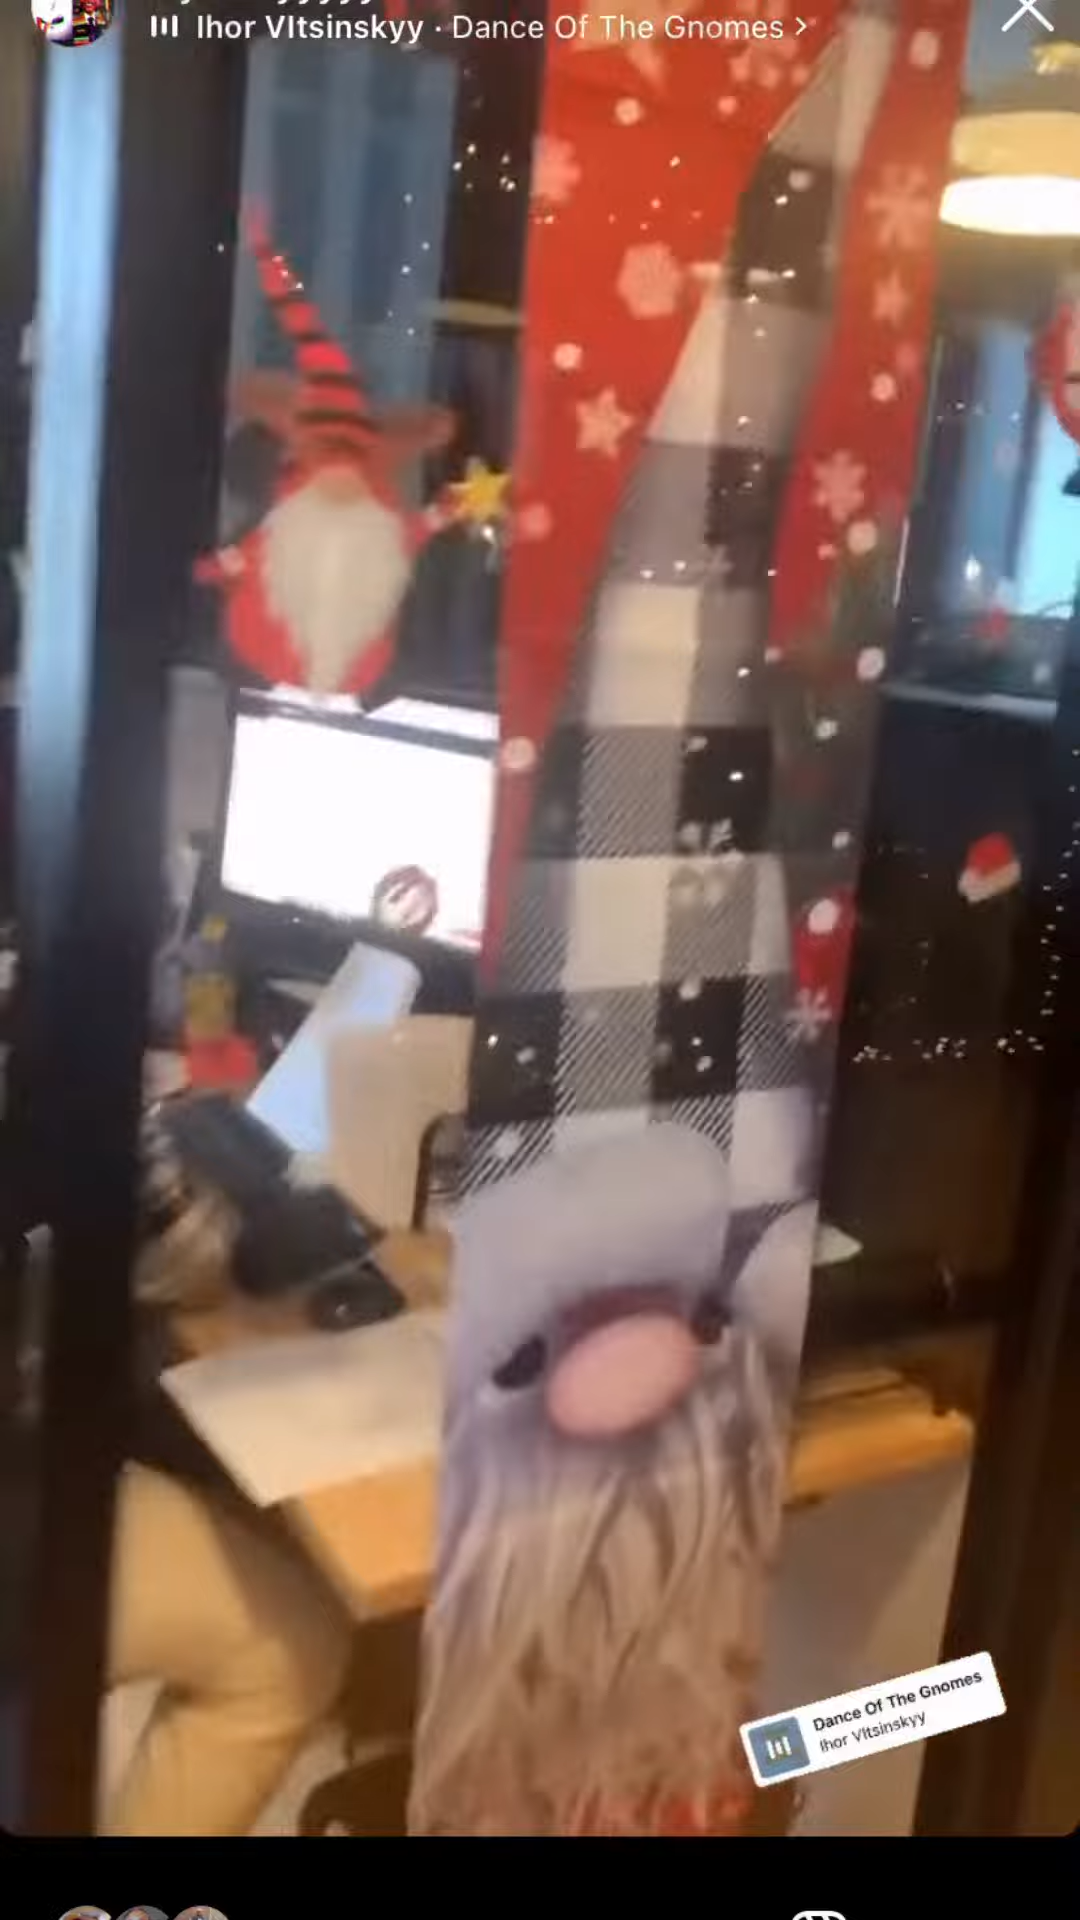 Ihor VItsinskyy · Dance Of The Gnomes >
Dance Of The Gnomes
Ihor VItsinskyy